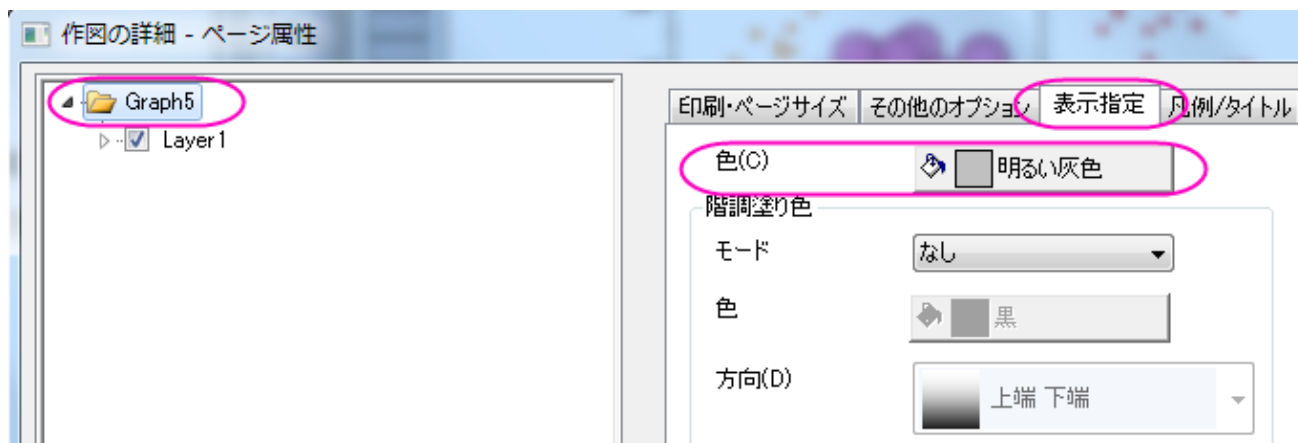 作図の詳細 - ページ属性
Graph5
Layer1
印刷・ページサイズ その他のオプション 表示指定 凡例/タイトル
色(C) 明るい灰色
階調塗り色
モード なし
色 黒
方向(D) 上端 下端